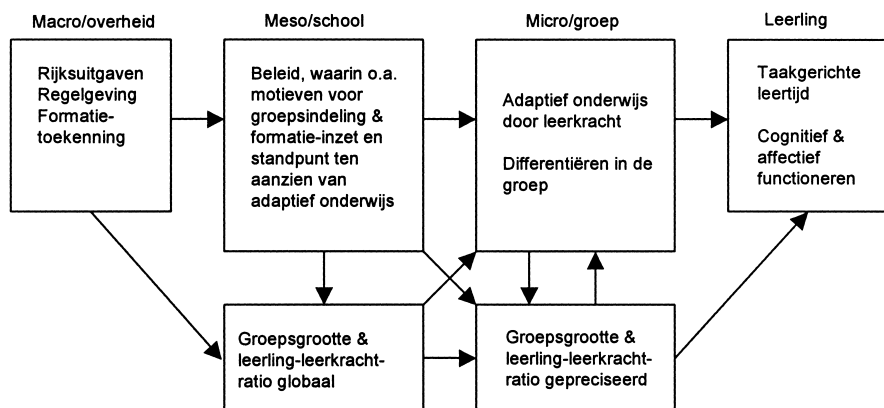 Macro/overheid
Meso/school
Micro/groep
Leerling
Rijksuitgaven
Regelgeving
Formatie-
toekenning
Beleid, waarin o.a.
motieven voor
groepsindeling &
formatie-inzet en
standpunt ten
aanzien van
adaptief onderwijs
Adaptief onderwijs
door leerkracht
Differentiëren in de
groep
Taakgerichte
leertijd
Cognitief &
affectief
functioneren
Groepsgrootte &
leerling-leerkracht-
ratio globaal
Groepsgrootte &
leerling-leerkracht-
ratio gepreciseerd